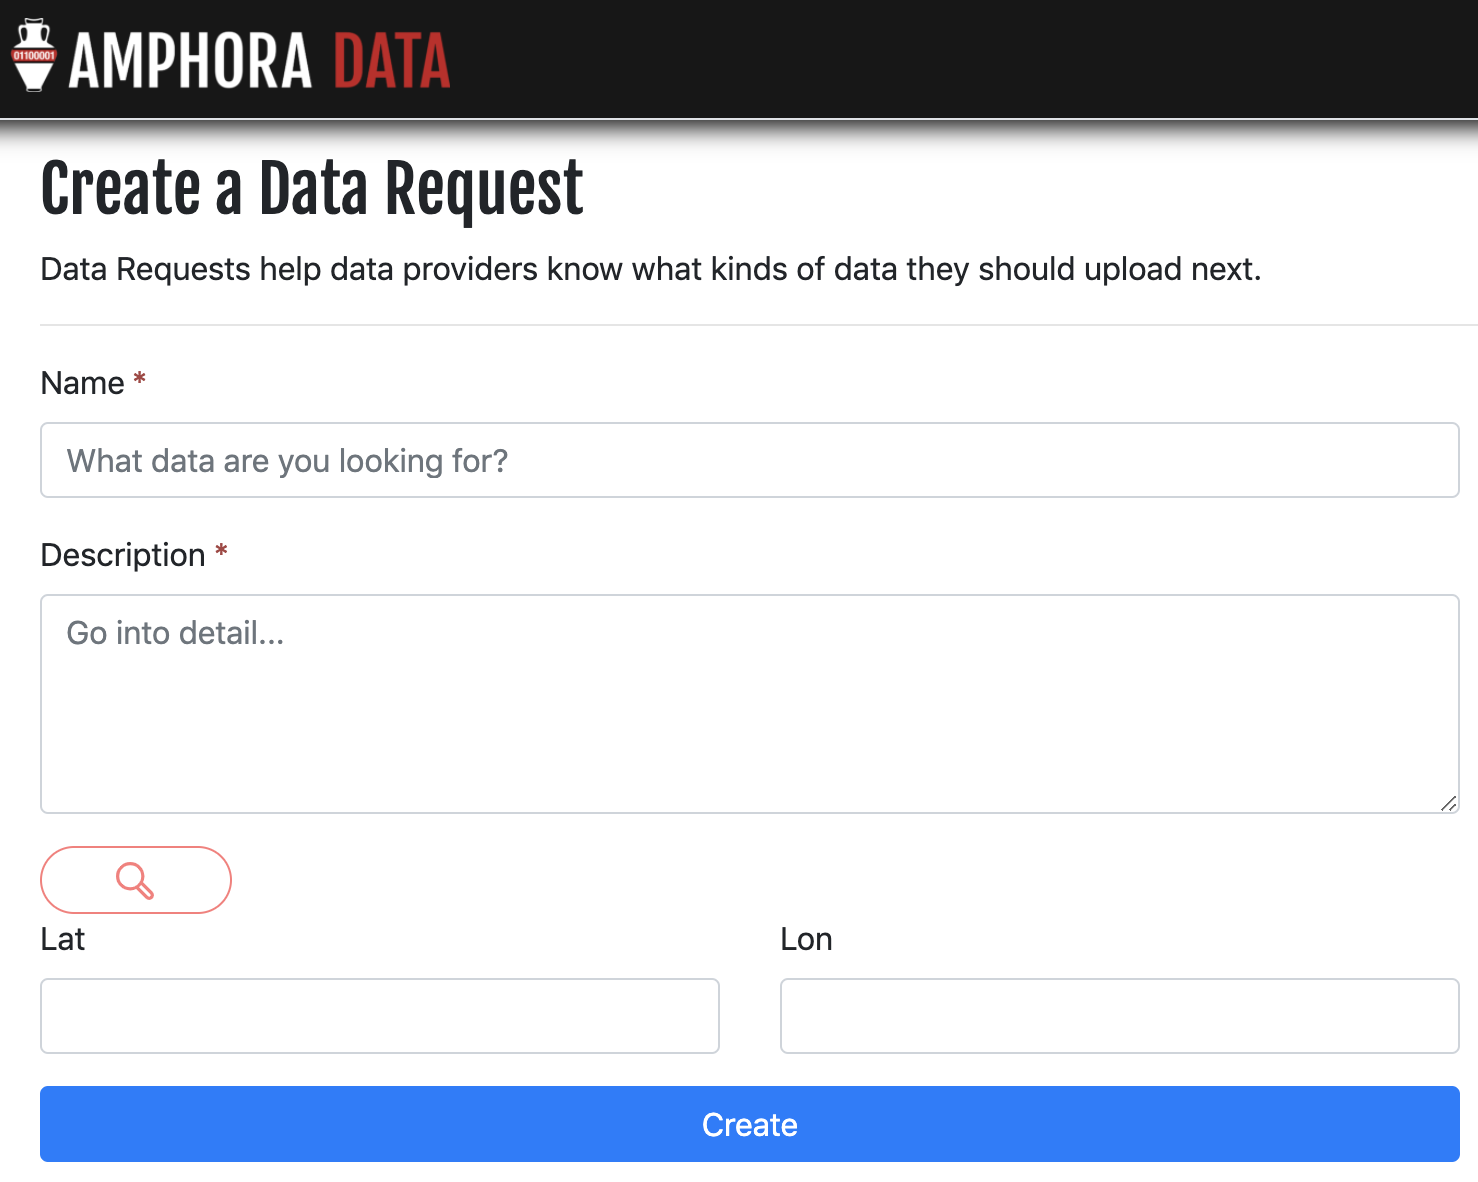 01100001
AMPHORA DATA
Create a Data Request
Data Requests help data providers know what kinds of data they should upload next.
Name *
What data are you looking for?
Description *
Go into detail...
Lat
Lon
Create